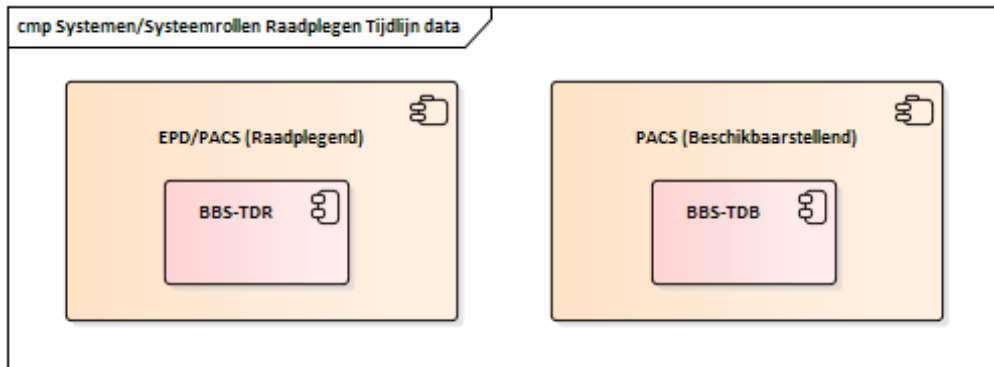 cmp Systemen/Systeemrollen Raadplegen Tijdlijn data
EPD/PACS (Raadplegend)
PACS (Beschikbaarstellend)
BBS-TDR
BBS-TDB